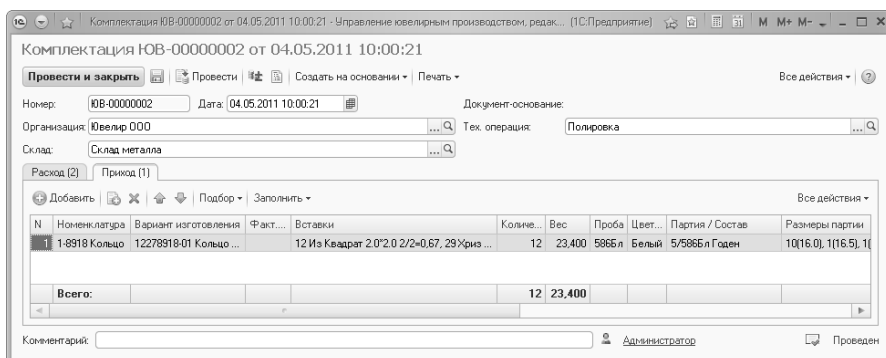 Комплектация ЮВ-00000002 от 04.05.2011 10:00:21 - Управление ювелирным производством, редак... (1С:Предприятие) M M+ M-
Комплектация ЮВ-00000002 от 04.05.2011 10:00:21
Провести и закрыть Провести Создать на основании Печать Все действия ?
Номер: ЮВ-00000002 Дата: 04.05.2011 10:00:21 Документ-основание:
Организация: Ювелир ООО ... Тех. операция: Полировка ...
Склад: Склад металла ...
Расход (2) Приход (1)
Добавить Подбор Заполнить Все действия
N Номенклатура Вариант изготовления Факт.... Вставки Количе... Вес Проба Цвет... Партия / Состав Размеры партии
1 1-8918 Кольцо 12278918-01 Кольцо ... 12 Из Квадрат 2.0*2.0 2/2=0,67, 29 Хриз ... 12 23,400 586Бл Белый 5/586Бл Годен 10(16.0), 1(16.5), 1(
Всего: 12 23,400
Комментарий: Администратор Проведен